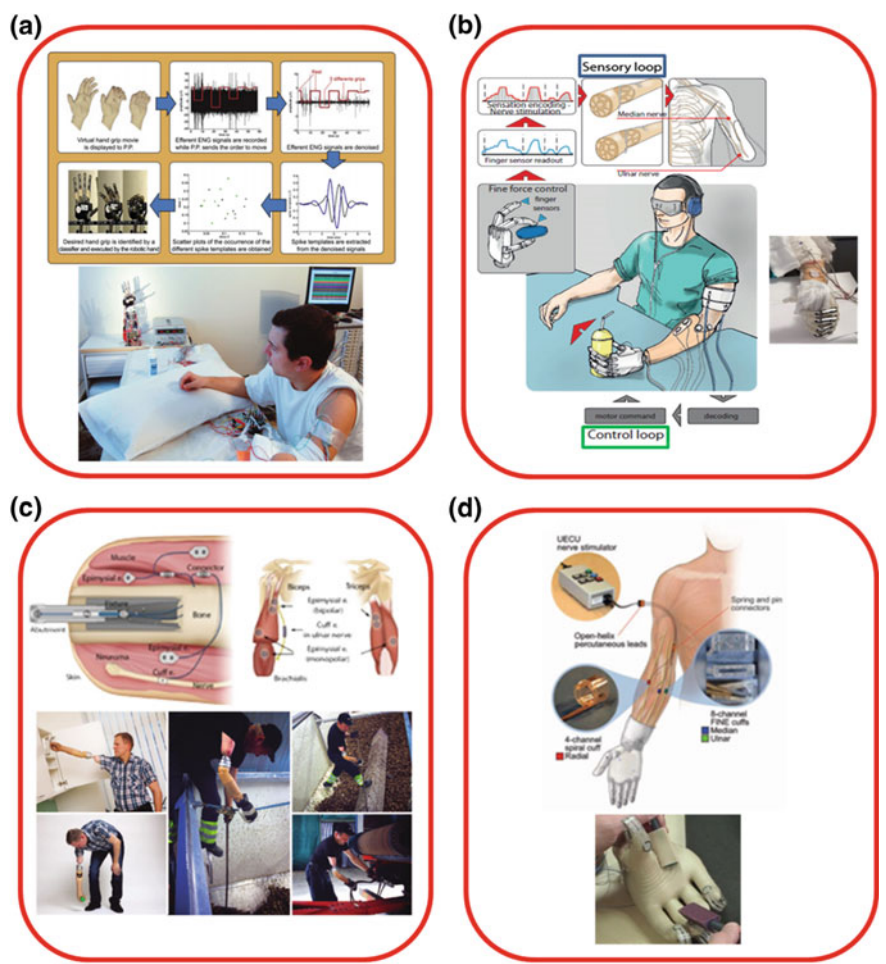 (a)
Virtual hand grip movie
is displayed to P.P.
Efferent ENG signals are recorded
while P.P. sends the order to move
Rest
3 differents grips
Efferent ENG signals are denoised
Desired hand grip is identified by a
classifier and executed by the robotic hand
Scatter plots of the occurrence of the
different spike templates are obtained
Spike templates are extracted
from the denoised signals
(b)
Sensory loop
Sensation encoding -
Nerve stimulation
Median nerve
Finger sensor readout
Ulnar nerve
Fine force control
finger
sensors
motor command
decoding
Control loop
(c)
Muscle
Connector
Epimysial e.
Fixture
Bone
Abutment
Epimysial e.
Neuroma
Cuff e.
Skin
Nerve
Biceps
Triceps
Epimysial e.
(bipolar)
Cuff e.
in ulnar nerve
Epimysial e.
(monopolar)
Brachialis
(d)
UECU
nerve stimulator
Spring and pin
connectors
Open-helix
percutaneous leads
4-channel
spiral cuff
Radial
8-channel
FINE cuffs
Median
Ulnar